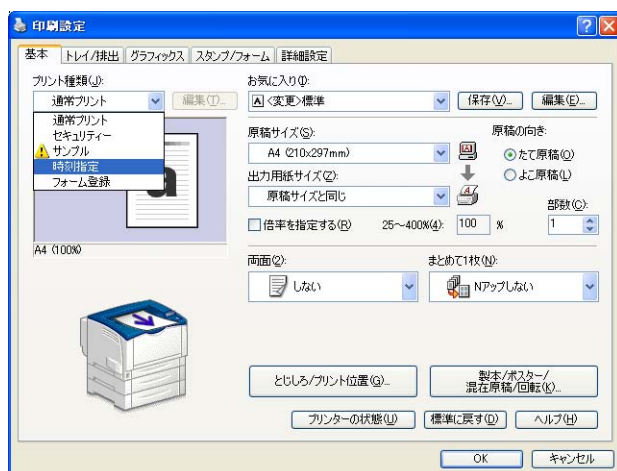 印刷設定
基本 トレイ/排出 グラフィックス スタンプ/フォーム 詳細設定
プリント種類(J):
通常プリント 編集(T)...
通常プリント
セキュリティー
サンプル
時刻指定
フォーム登録
a
A4 (100%)
お気に入り(I):
A <変更>標準 保存(V)... 編集(E)...
原稿サイズ(S):
A4 (210x297mm)
出力用紙サイズ(Z):
原稿サイズと同じ
原稿の向き:
たて原稿(O)
よこ原稿(L)
部数(C):
1
倍率を指定する(R) 25~400%(4): 100 %
両面(2):
しない
まとめて1枚(N):
Nアップしない
とじしろ/プリント位置(G)...
製本/ポスター/
混在原稿/回転(K)...
プリンターの状態(U) 標準に戻す(D) ヘルプ(H)
OK キャンセル